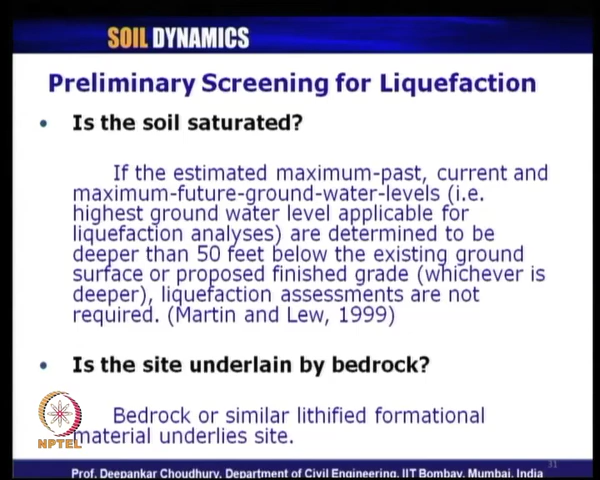 SOIL DYNAMICS
Preliminary Screening for Liquefaction
• Is the soil saturated?
If the estimated maximum-past, current and
maximum-future-ground-water-levels (i.e.
highest ground water level applicable for
liquefaction analyses) are determined to be
deeper than 50 feet below the existing ground
surface or proposed finished grade (whichever is
deeper), liquefaction assessments are not
required. (Martin and Lew, 1999)
• Is the site underlain by bedrock?
Bedrock or similar lithified formational
material underlies site.
NPTEL
31
Prof. Deepankar Choudhury, Department of Civil Engineering, IIT Bombay, Mumbai, India